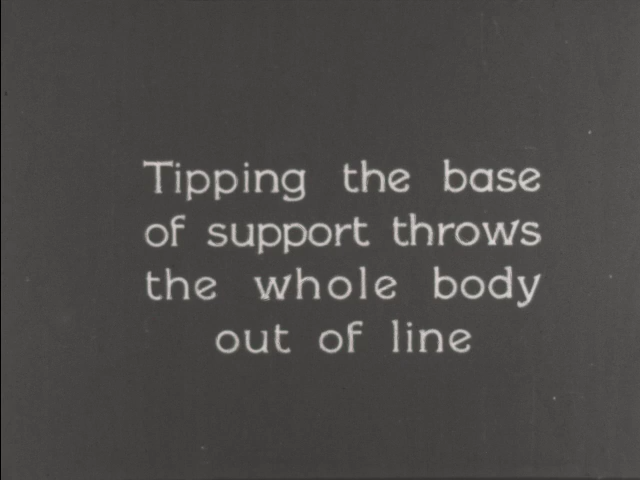 Tipping the base
of support throws
the whole body
out of line